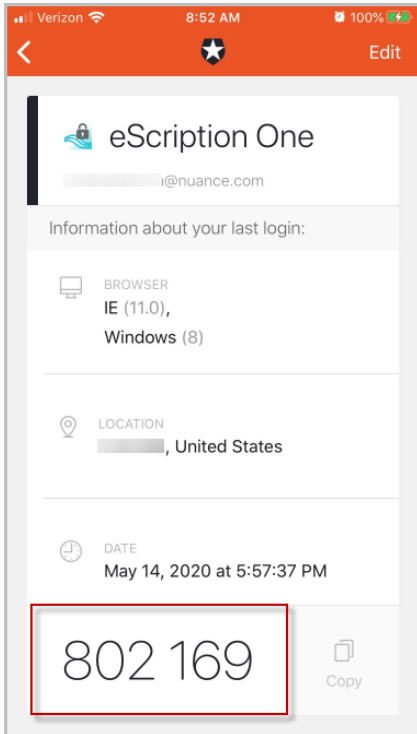 Verizon 8:52 AM 100%
Edit
eScription One
@nuance.com
Information about your last login:
BROWSER
IE (11.0),
Windows (8)
LOCATION
, United States
DATE
May 14, 2020 at 5:57:37 PM
802 169
Copy